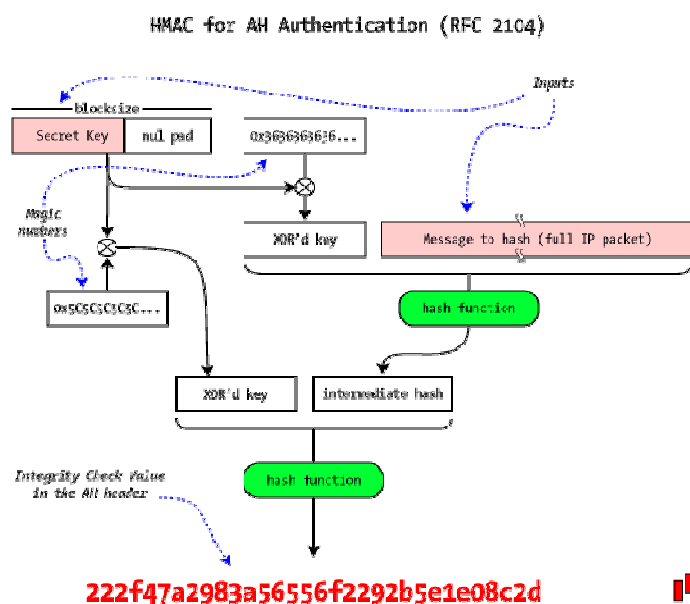 HMAC for AH Authentication (RFC 2104)
Inputs
blocksize
Secret Key
nul pad
0x3636363636...
Magic
numbers
XOR'd key
Message to hash (full IP packet)
0x5C5C5C5C5C...
hash function
XOR'd key
intermediate hash
Integrity Check Value
in the AH header
hash function
222f47a2983a56556f2292b5e1e08c2d